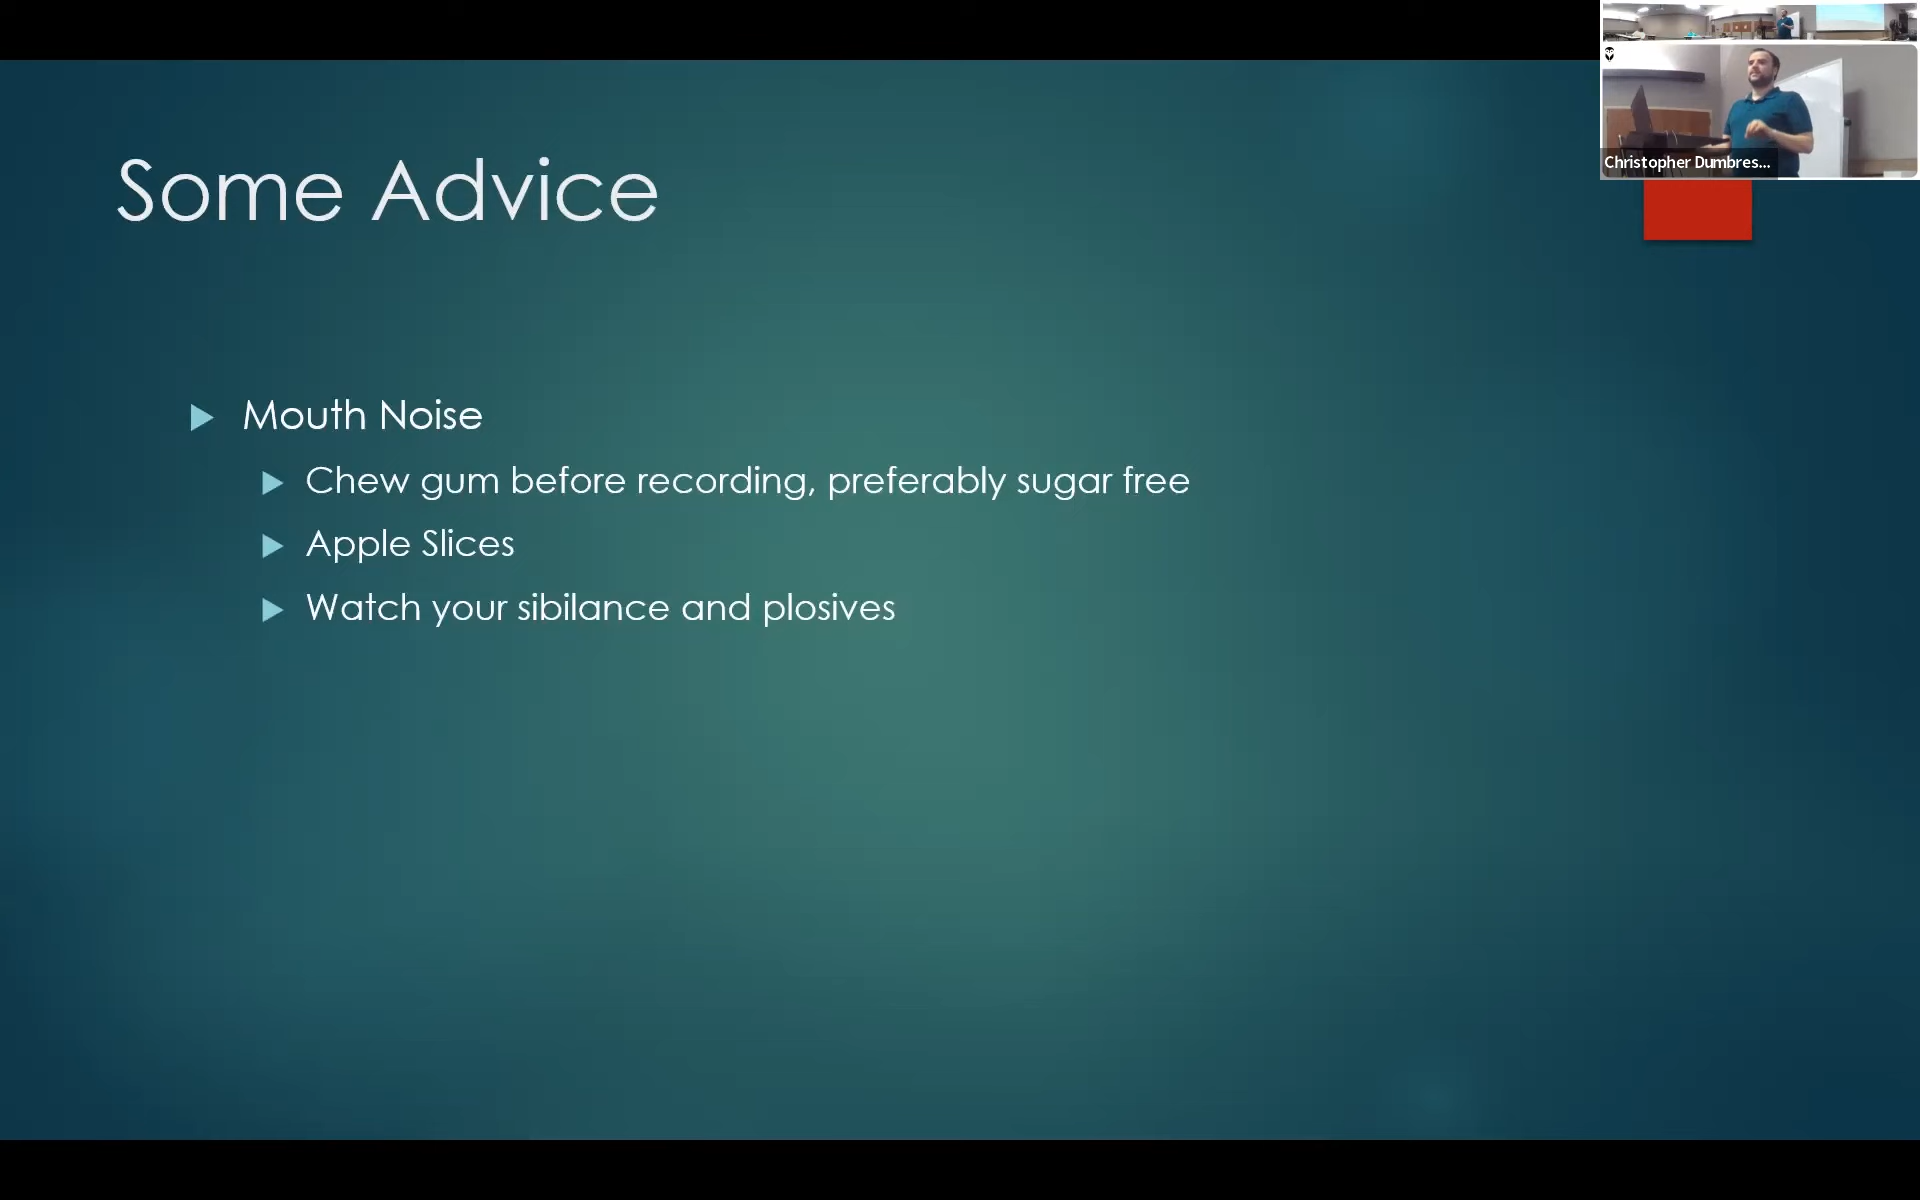 Christopher Dumbres...
Some Advice
Mouth Noise
Chew gum before recording, preferably sugar free
Apple Slices
Watch your sibilance and plosives